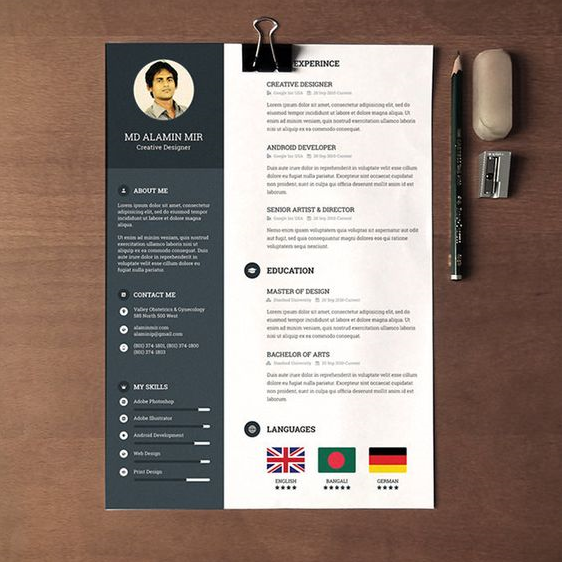 MD ALAMIN MIR
Creative Designer
ABOUT ME
Lorem ipsum dolor sit amet, consectetur
adipisicing elit, sed do eiusmod tempor
incididunt ut labore et dolore magna
aliqua.
Ut enim ad minim veniam, quis nostrud
exercitation ullamco laboris nisi ut
aliquip ex ea commodo consequat. Duis
aute irure dolor in reprehenderit in
voluptate velit esse cillum dolore eu
fugiat nulla pariatur.
CONTACT ME
Valley Obstetrics & Gynecology
585 North 500 West
alaminmir.com
alaminip@gmail.com
(801) 374-1801, (801) 374-1800
(801) 374-1803
MY SKILLS
Adobe Photoshop
Adobe Illustrator
Android Development
Web Design
Print Design
EXPERINCE
CREATIVE DESIGNER
Google Inc USA 26 Sep 2010-Current
Lorem ipsum dolor sit amet, consectetur adipisicing elit, sed do
eiusmod tempor incididunt ut labore et dolore magna aliqua. Ut
enim ad minim veniam, quis nostrud exercitation ullamco laboris
nisi ut aliquip ex ea commodo consequat.
ANDROID DEVELOPER
Google Inc USA 26 Sep 2010-Current
Duis aute irure dolor in reprehenderit in voluptate velit esse cillum
dolore eu fugiat nulla pariatur. Excepteur sint occaecat cupidatat
non proident, sunt in culpa qui officia deserunt mollit anim id est
laborum.
SENIOR ARTIST & DIRECTOR
Google Inc USA 26 Sep 2010-Current
Nemo enim ipsam voluptatem quia voluptas sit aspernatur aut odit
aut fugit, sed quia consequuntur magni dolores eos qui ratione
voluptatem sequi nesciunt.
EDUCATION
MASTER OF DESIGN
Stanford University 26 Sep 2010-Current
Lorem ipsum dolor sit amet, consectetur adipisicing elit, sed do
eiusmod tempor incididunt ut labore et dolore magna aliqua. Ut
enim ad minim veniam, quis nostrud exercitation ullamco laboris
nisi ut aliquip ex ea commodo consequat.
BACHELOR OF ARTS
Stanford University 26 Sep 2010-Current
Duis aute irure dolor in reprehenderit in voluptate velit esse cillum
dolore eu fugiat nulla pariatur. Excepteur sint occaecat cupidatat
non proident, sunt in culpa qui officia deserunt mollit anim id est
laborum.
LANGUAGES
ENGLISH BANGALI GERMAN